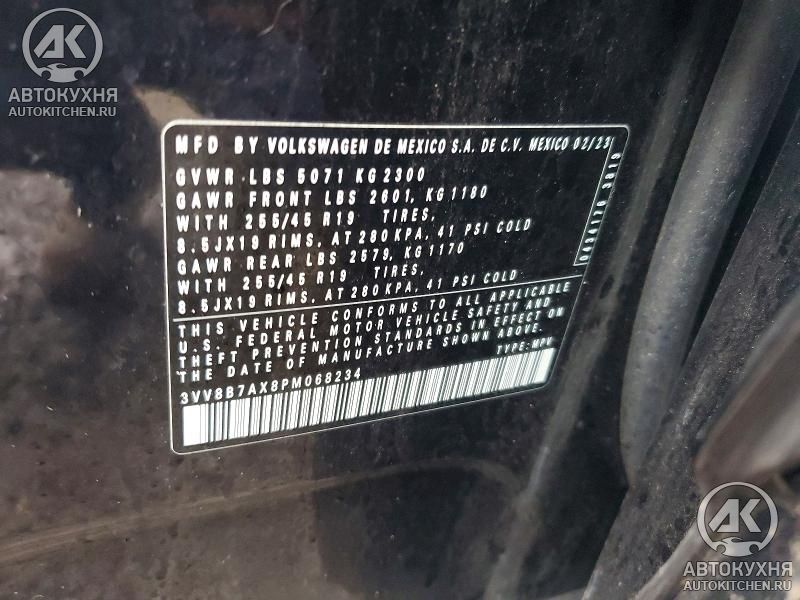 АК
АВТОКУХНЯ
AUTOKITCHEN.RU
MFD BY VOLKSWAGEN DE MEXICO S.A. DE C.V. MEXICO 02/23
GVWR LBS 5071 KG 2300
GAWR FRONT LBS 2601, KG 1180
WITH 255/45 R19 TIRES,
8.5JX19 RIMS, AT 280 KPA, 41 PSI COLD
GAWR REAR LBS 2579, KG 1170
WITH 255/45 R19 TIRES,
8.5JX19 RIMS, AT 280 KPA, 41 PSI COLD
THIS VEHICLE CONFORMS TO ALL APPLICABLE
U.S. FEDERAL MOTOR VEHICLE SAFETY AND
THEFT PREVENTION STANDARDS IN EFFECT ON
THE DATE OF MANUFACTURE SHOWN ABOVE.
TYPE: MPV
3VV8B7AX8PM068234
АК
АВТОКУХНЯ
AUTOKITCHEN.RU